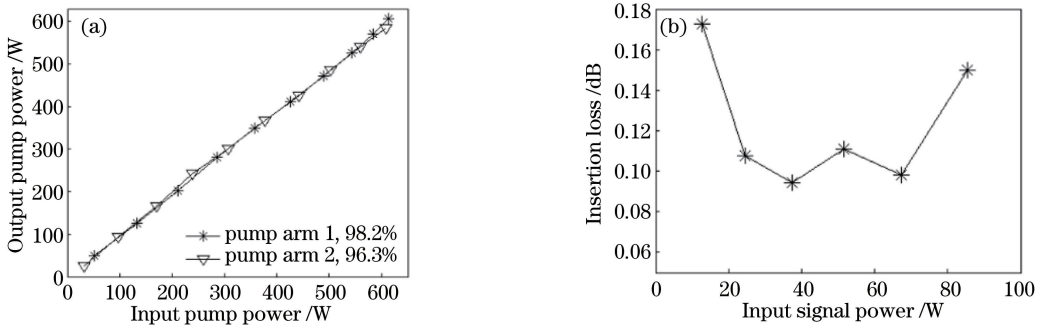 (a)
Output pump power /W
600
500
400
300
200
100
0
pump arm 1, 98.2%
pump arm 2, 96.3%
0 100 200 300 400 500 600
Input pump power /W
(b)
Insertion loss /dB
0.18
0.16
0.14
0.12
0.10
0.08
0.06
0 20 40 60 80 100
Input signal power /W